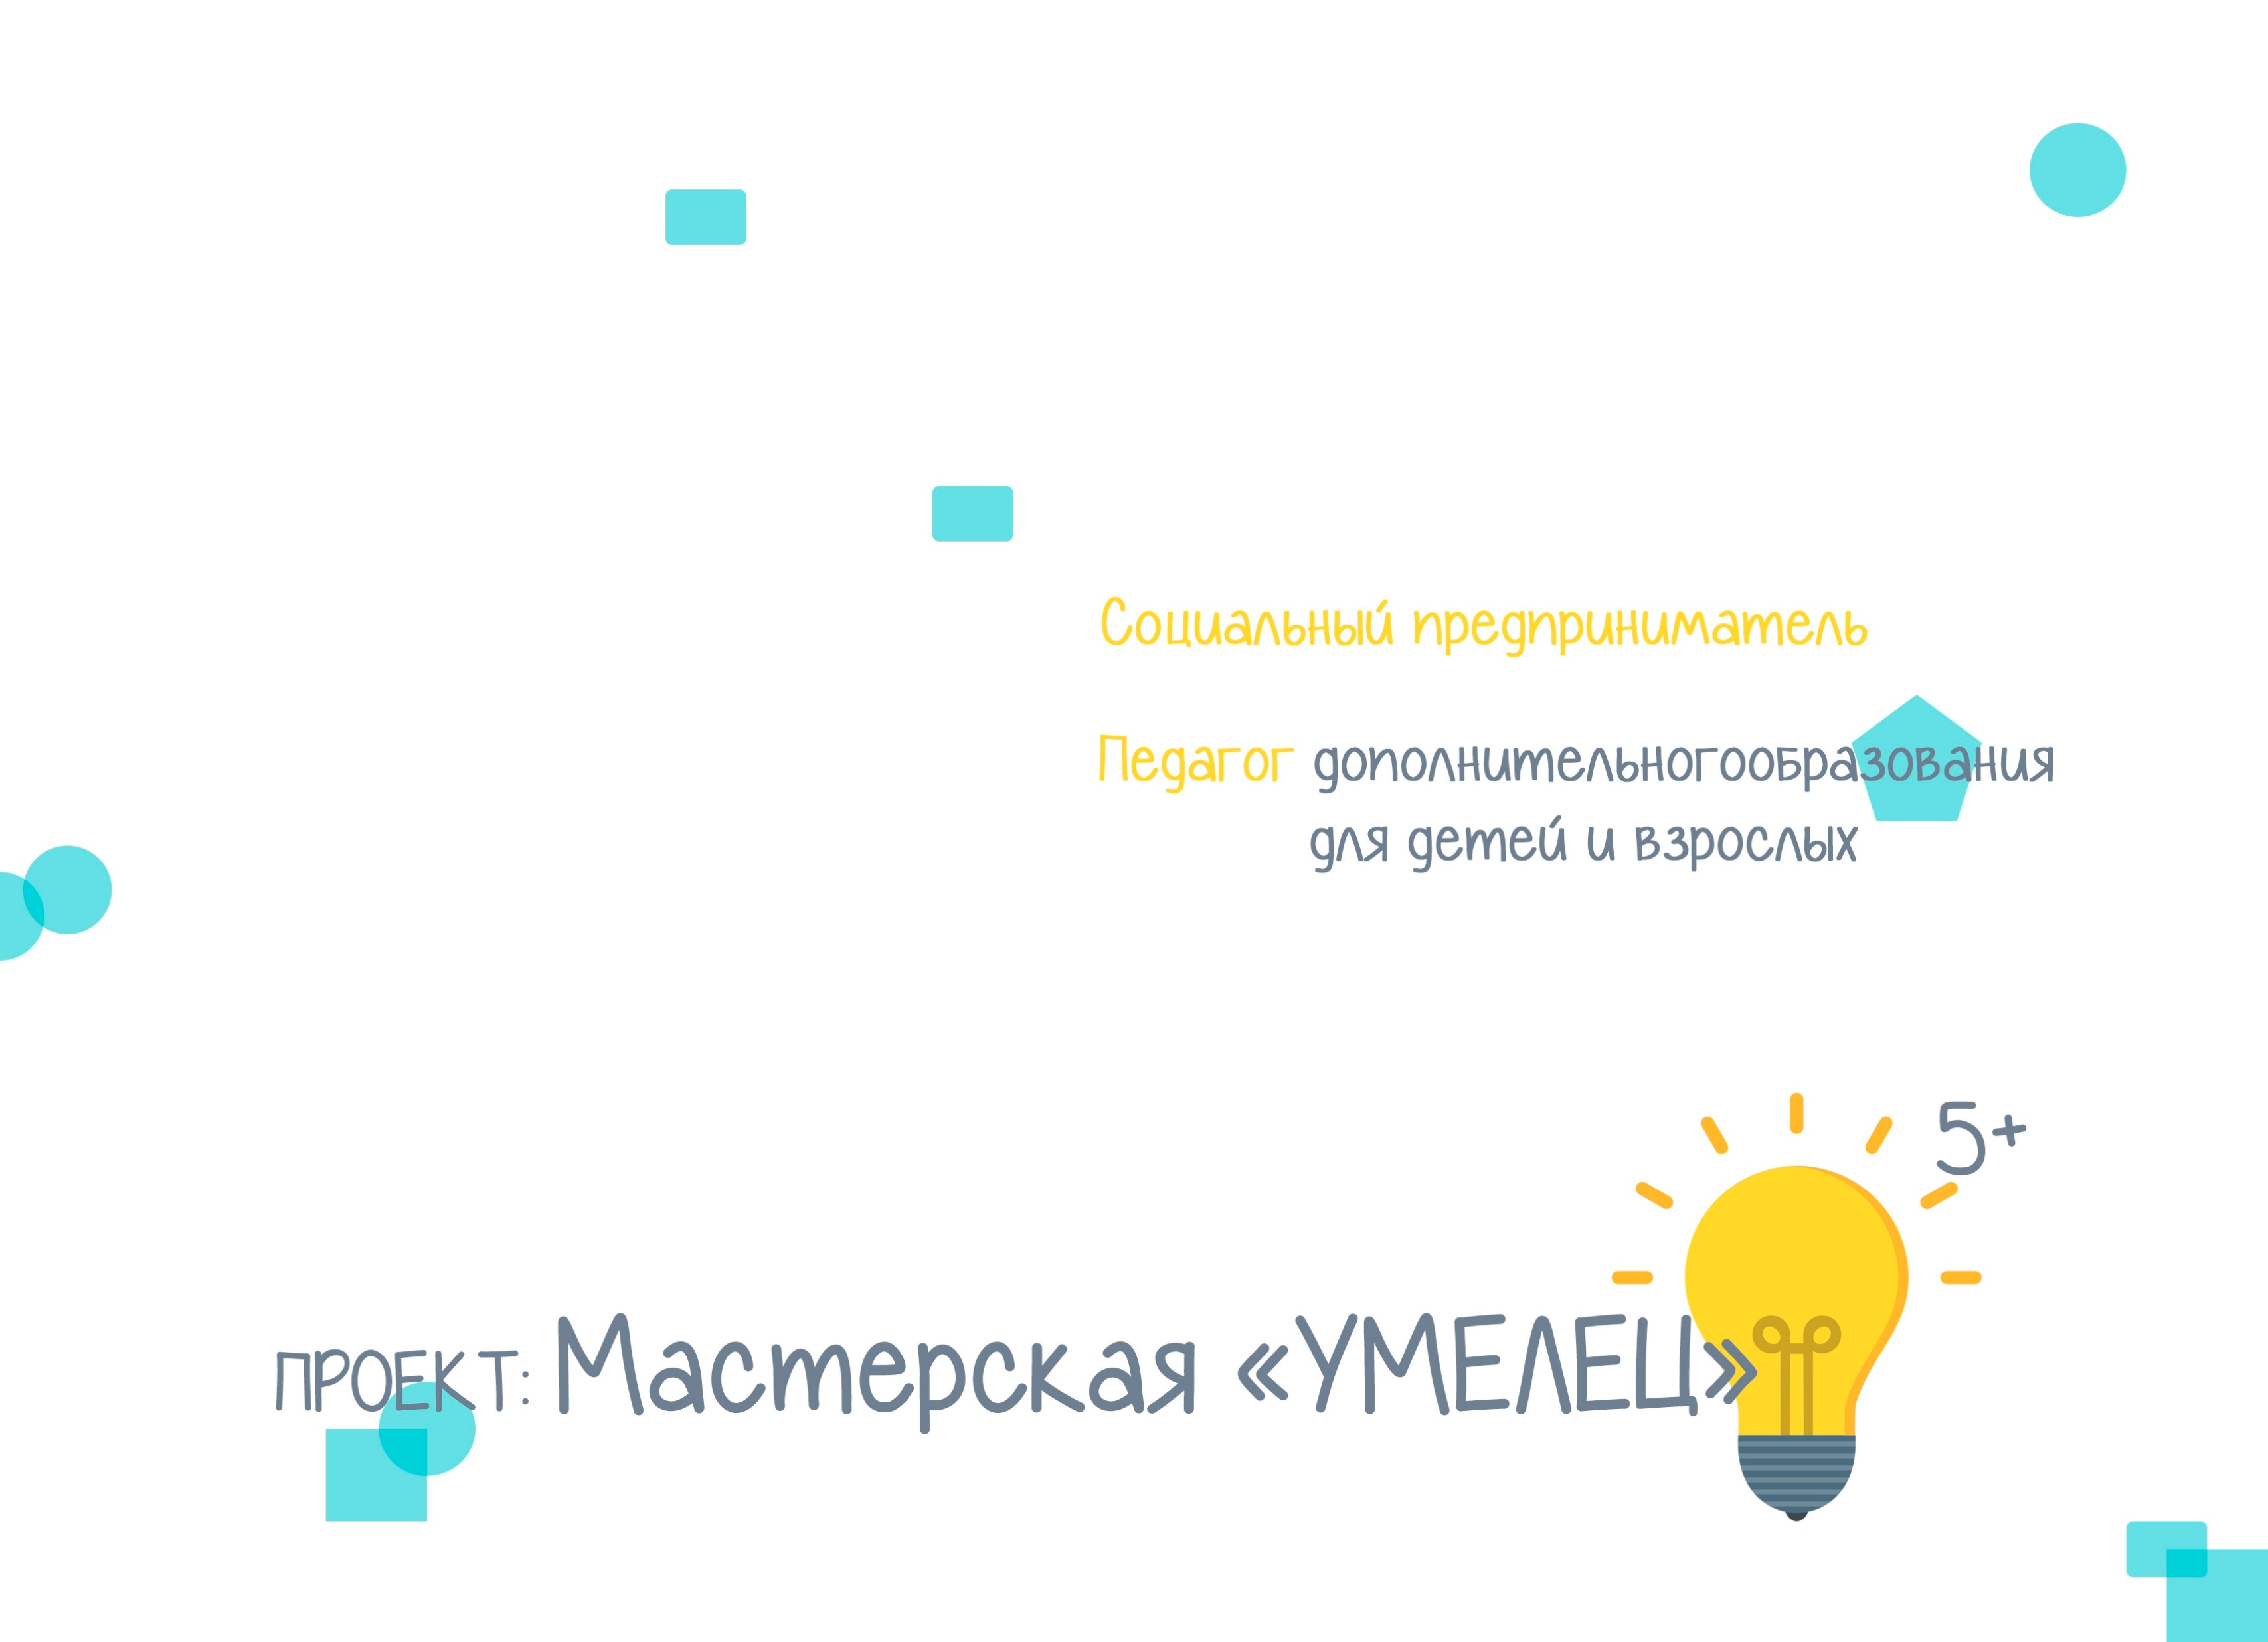 Социальный предприниматель
Педагог дополнительногообразования
для детей и взрослых
5+
ПРОЕКТ: Мастерская «УМЕЛЕЦ»